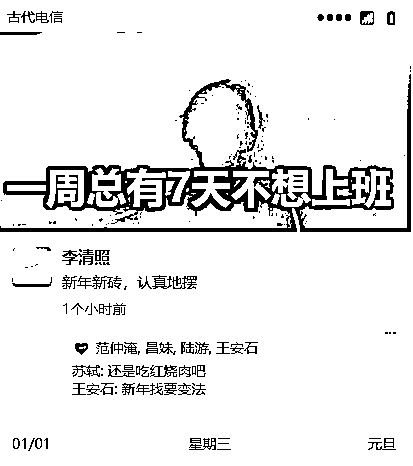 古代电信
一周总有7天不想上班
李清照
新年新砖，认真地摆
1个小时前
范仲淹, 昌妹, 陆游, 王安石
苏轼: 还是吃红烧肉吧
王安石: 新年找要变法
01/01
星期三
元旦